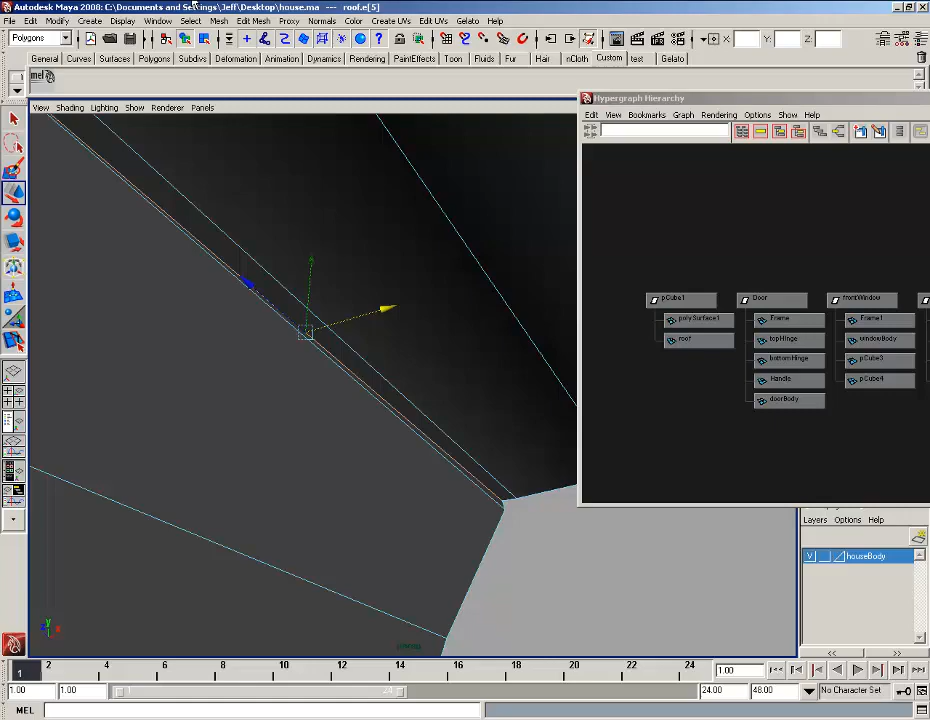 Autodesk Maya 2008: C:\Documents and Settings\Jeff\Desktop\house.ma --- roof.e[5]
File Edit Modify Create Display Window Select Mesh Edit Mesh Proxy Normals Color Create UVs Edit UVs Gelato Help
Polygons X: Y: Z:
General Curves Surfaces Polygons Subdivs Deformation Animation Dynamics Rendering PaintEffects Toon Fluids Fur Hair nCloth Custom test Gelato
mel
View Shading Lighting Show Renderer Panels
Hypergraph Hierarchy
Edit View Bookmarks Graph Rendering Options Show Help
pCube1 Door frontWindow
polySurface1 Frame Frame1
roof topHinge windowBody
bottomHinge pCube3
Handle pCube4
doorBody
Layers Options Help
V houseBody
y
z x
persp
1 2 4 6 8 10 12 14 16 18 20 22 24 1.00
1.00 1.00 1 24 24.00 48.00 No Character Set
MEL